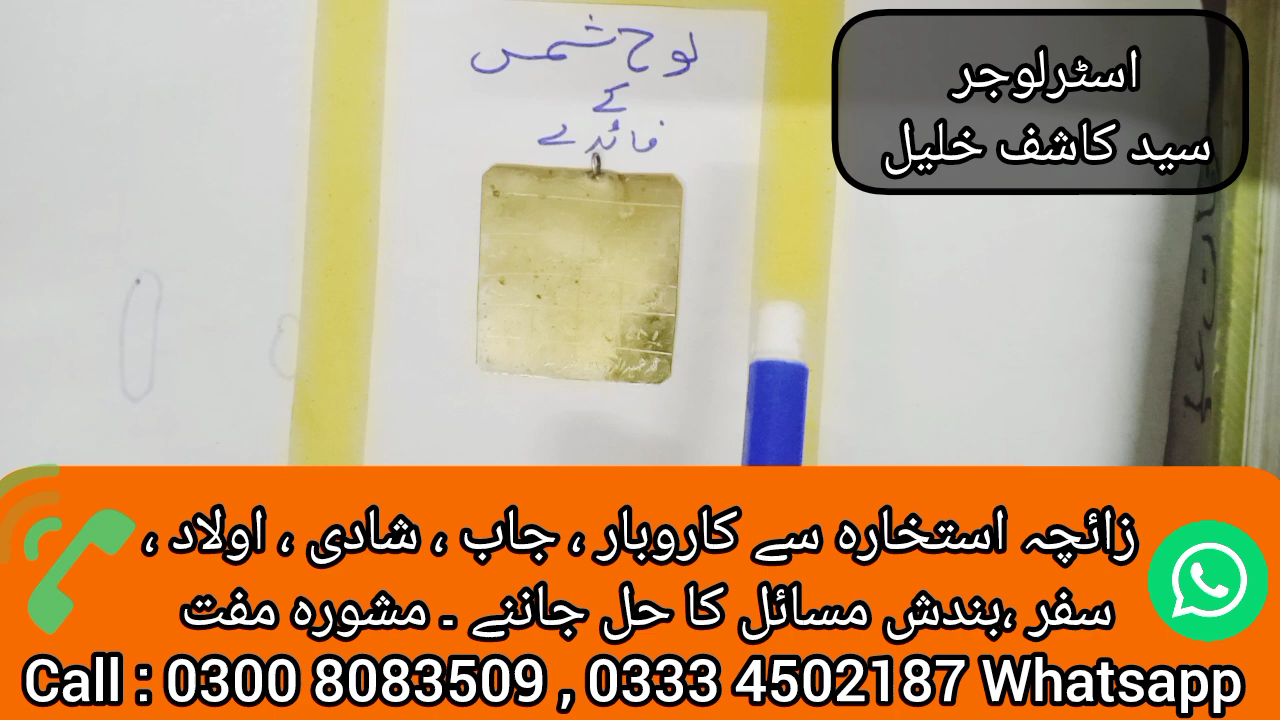 لوح شمس
کے
فائدے
اسٹرلوجر
سید کاشف خلیل
زائچہ استخارہ سے کاروبار ، جاب ، شادی ، اولاد ،
سفر ،بندش مسائل کا حل جاننے ۔ مشورہ مفت
Call : 0300 8083509 , 0333 4502187 Whatsapp